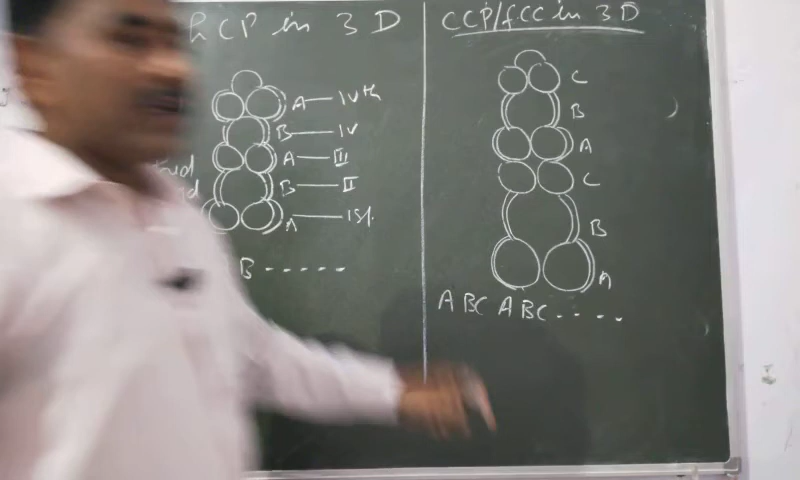 hCP in 3D
A — IVth
B — IV
A — III
B — II
A — Ist
B - - - - - -
CCP/fCC in 3D
C
B
A
C
B
A
ABC ABC - - - -